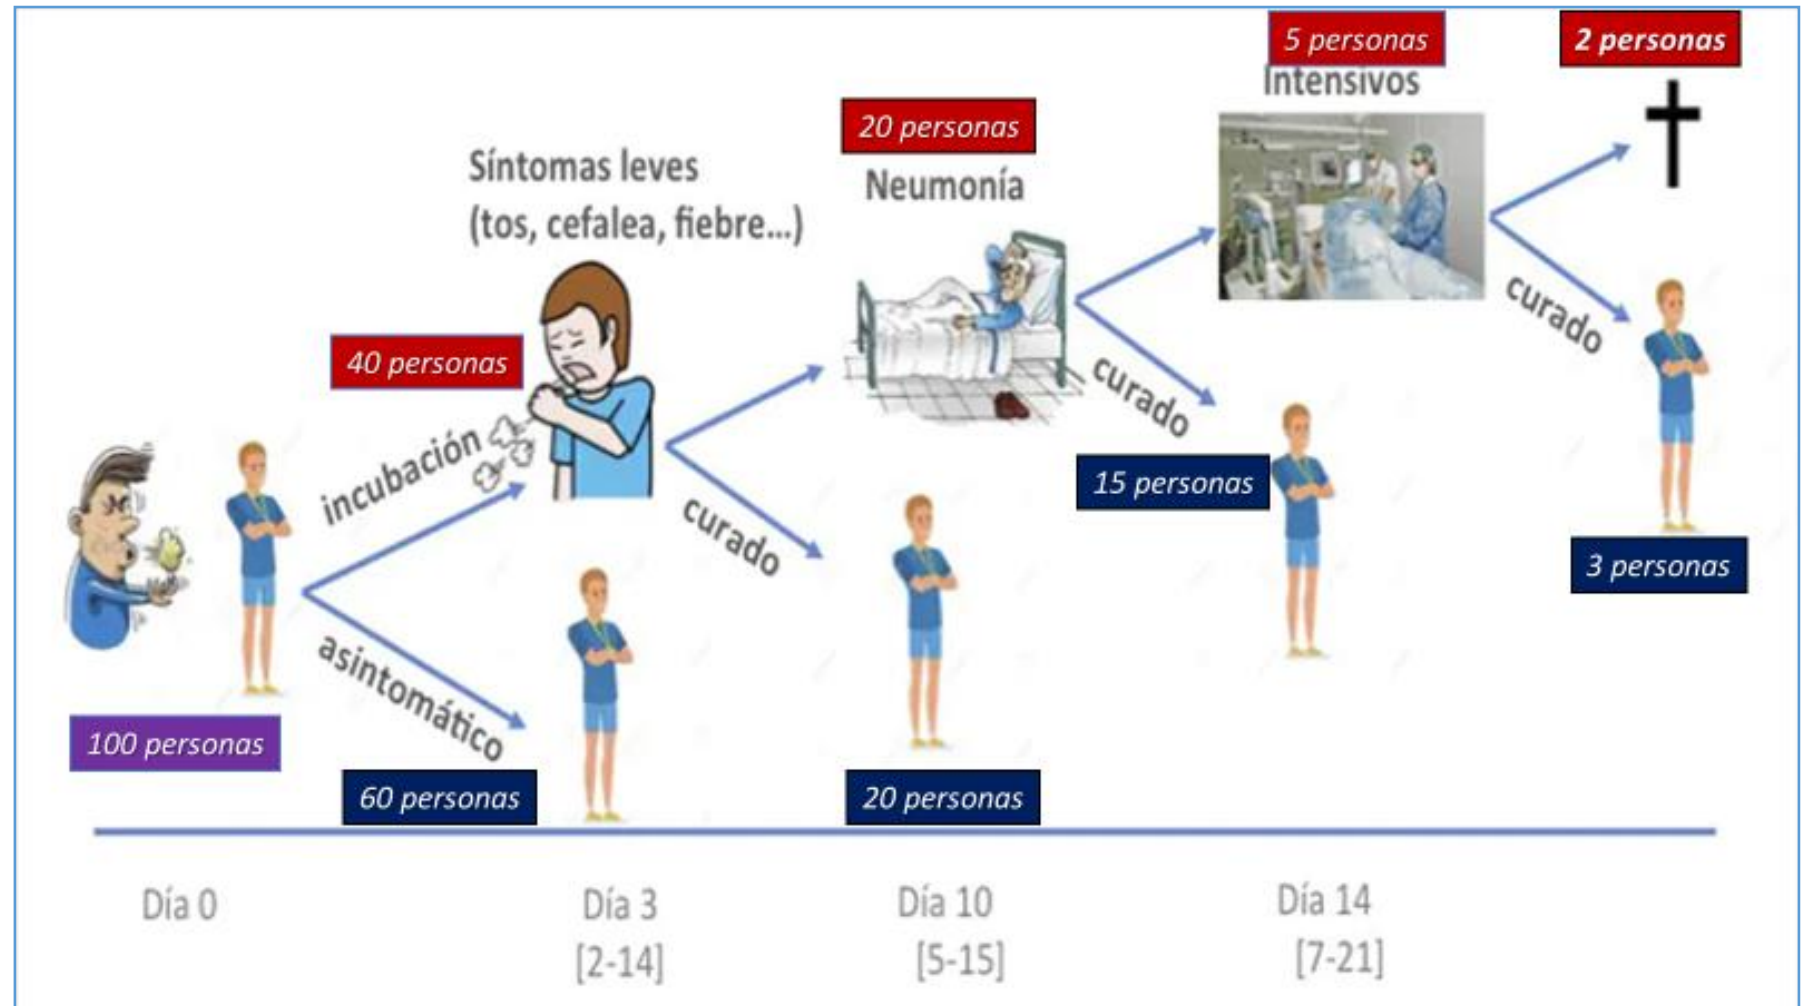 5 personas
2 personas
Intensivos
20 personas
Neumonía
Síntomas leves
(tos, cefalea, fiebre...)
40 personas
incubación
curado
curado
curado
15 personas
3 personas
asintomático
100 personas
60 personas
20 personas
Día 0
Día 3
Día 10
Día 14
[2-14]
[5-15]
[7-21]